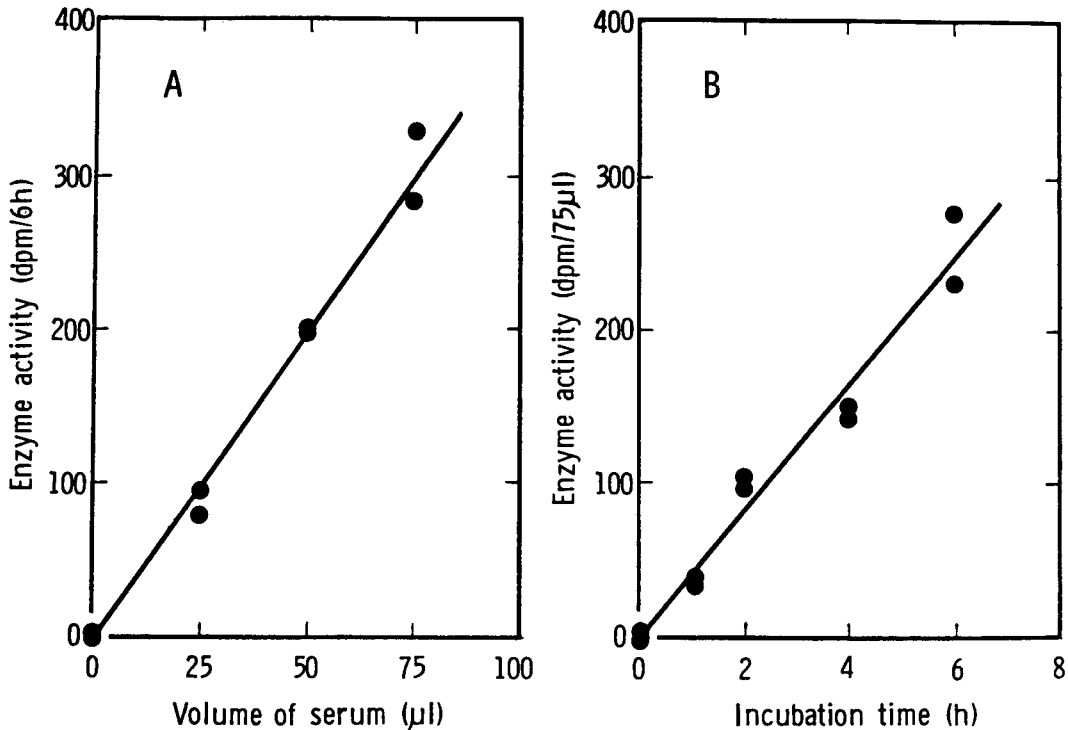 A
Enzyme activity (dpm/6h)
400
300
200
100
0
0 25 50 75 100
Volume of serum (µl)
B
Enzyme activity (dpm/75µl)
400
300
200
100
0
0 2 4 6 8
Incubation time (h)